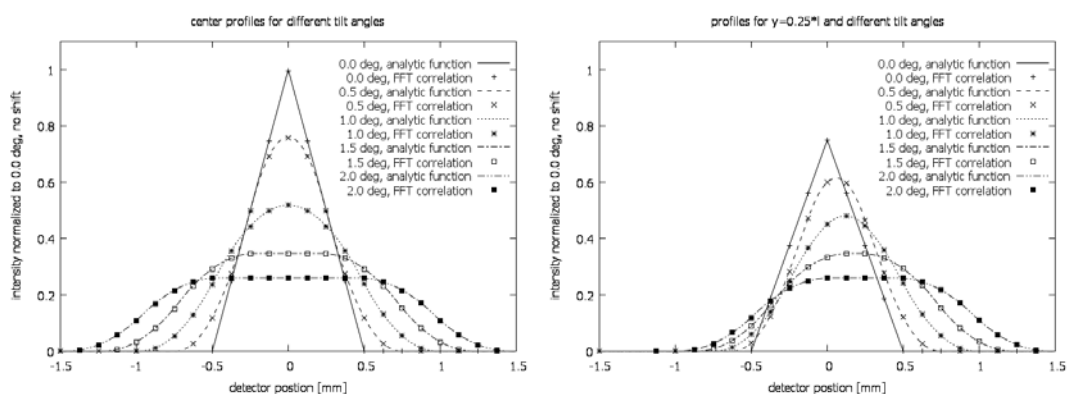 center profiles for different tilt angles
intensity normalized to 0.0 deg, no shift
1
0.8
0.6
0.4
0.2
0
0.0 deg, analytic function
0.0 deg, FFT correlation
0.5 deg, analytic function
0.5 deg, FFT correlation
1.0 deg, analytic function
1.0 deg, FFT correlation
1.5 deg, analytic function
1.5 deg, FFT correlation
2.0 deg, analytic function
2.0 deg, FFT correlation
-1.5 -1 -0.5 0 0.5 1 1.5
detector postion [mm]
profiles for y=0.25*l and different tilt angles
intensity normalized to 0.0 deg, no shift
1
0.8
0.6
0.4
0.2
0
0.0 deg, analytic function
0.0 deg, FFT correlation
0.5 deg, analytic function
0.5 deg, FFT correlation
1.0 deg, analytic function
1.0 deg, FFT correlation
1.5 deg, analytic function
1.5 deg, FFT correlation
2.0 deg, analytic function
2.0 deg, FFT correlation
-1.5 -1 -0.5 0 0.5 1 1.5
detector postion [mm]